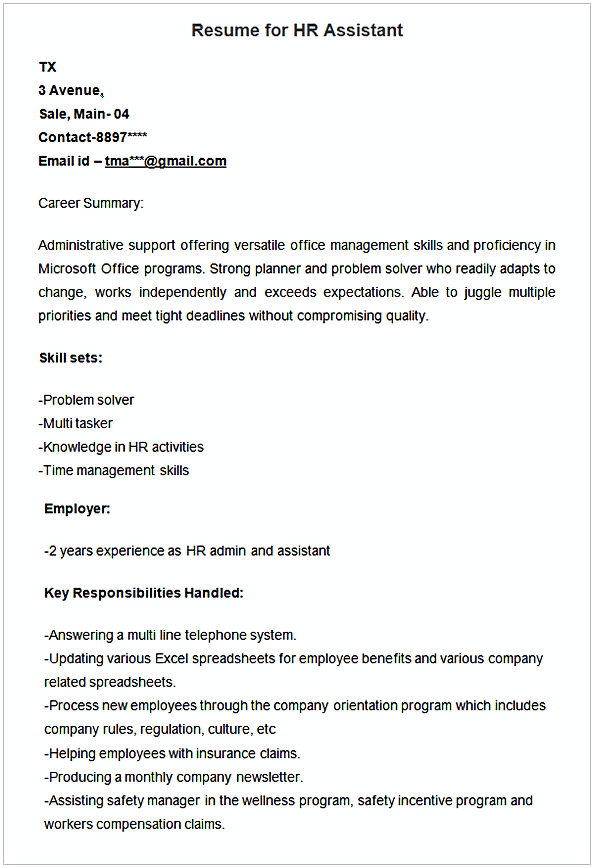 Resume for HR Assistant
TX
3 Avenue,
Sale, Main- 04
Contact-8897****
Email id – tma***@gmail.com
Career Summary:
Administrative support offering versatile office management skills and proficiency in
Microsoft Office programs. Strong planner and problem solver who readily adapts to
change, works independently and exceeds expectations. Able to juggle multiple
priorities and meet tight deadlines without compromising quality.
Skill sets:
-Problem solver
-Multi tasker
-Knowledge in HR activities
-Time management skills
Employer:
-2 years experience as HR admin and assistant
Key Responsibilities Handled:
-Answering a multi line telephone system.
-Updating various Excel spreadsheets for employee benefits and various company
related spreadsheets.
-Process new employees through the company orientation program which includes
company rules, regulation, culture, etc
-Helping employees with insurance claims.
-Producing a monthly company newsletter.
-Assisting safety manager in the wellness program, safety incentive program and
workers compensation claims.